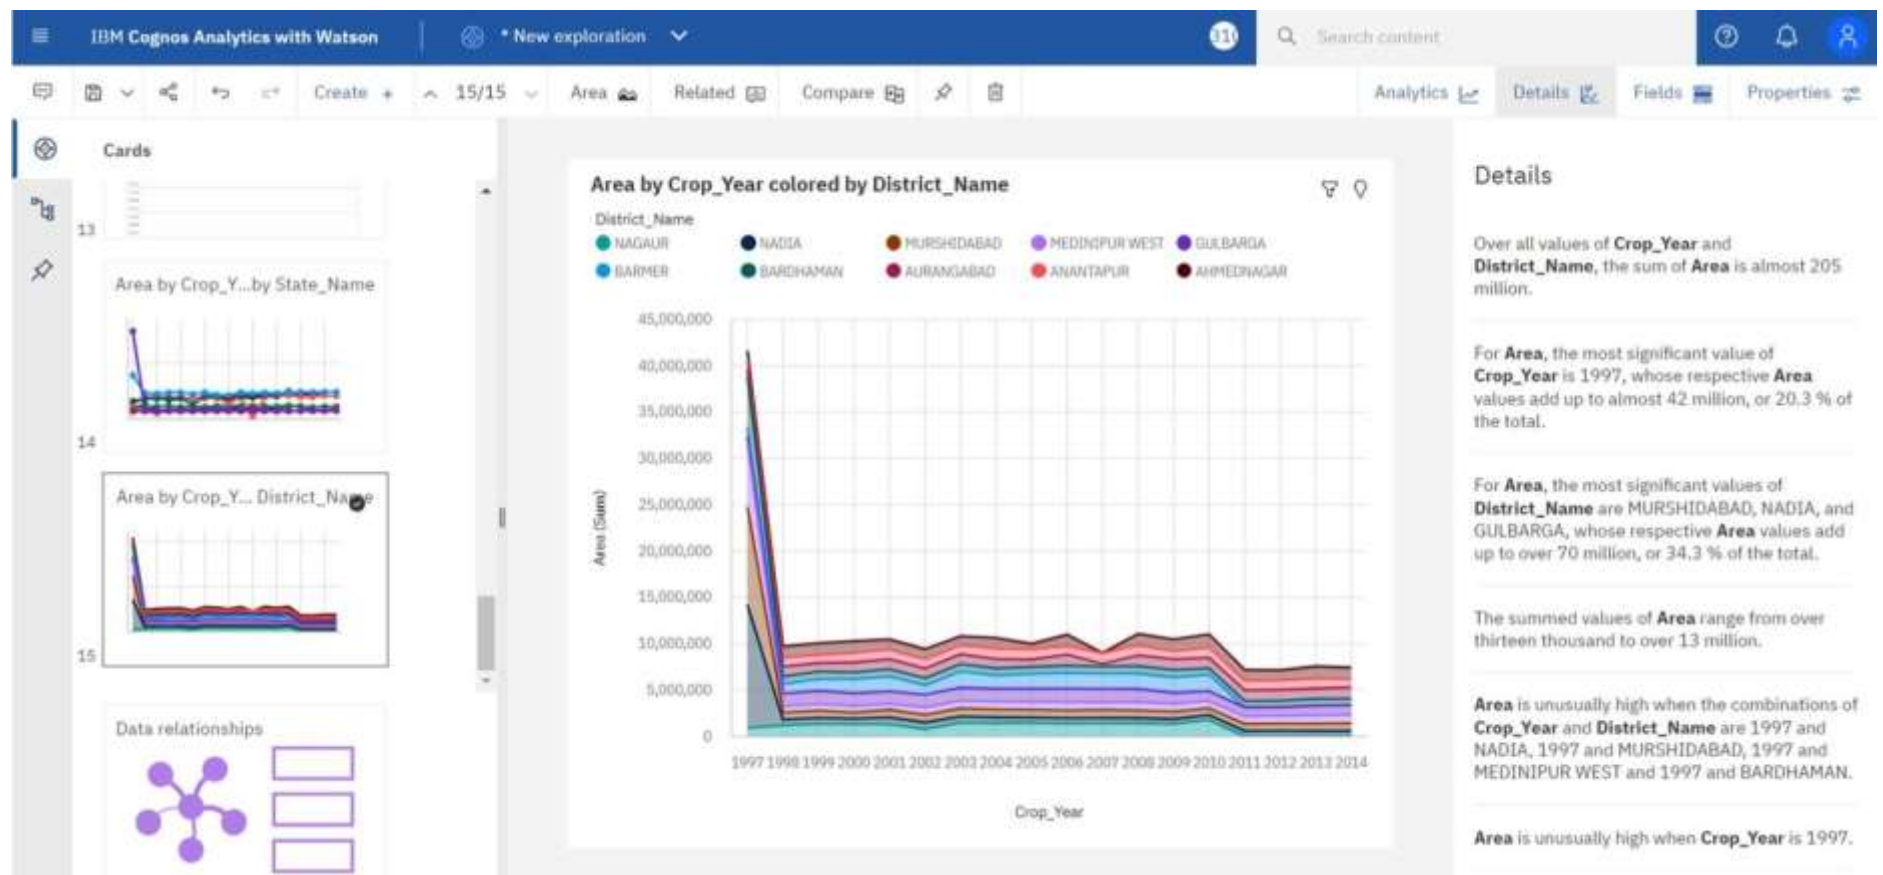 IBM Cognos Analytics with Watson
* New exploration
Search content
Create +
15/15
Area
Related
Compare
Analytics
Details
Fields
Properties
Cards
13
Area by Crop_Y...by State_Name
14
Area by Crop_Y... District_Name
15
Data relationships
Area by Crop_Year colored by District_Name
District_Name
NAGAUR
NADIA
MURSHIDABAD
MEDINIPUR WEST
GULBARGA
BARMER
BARDHAMAN
AURANGABAD
ANANTAPUR
AHMEDNAGAR
45,000,000
40,000,000
35,000,000
30,000,000
25,000,000
20,000,000
15,000,000
10,000,000
5,000,000
0
Area (Sum)
1997 1998 1999 2000 2001 2002 2003 2004 2005 2006 2007 2008 2009 2010 2011 2012 2013 2014
Crop_Year
Details
Over all values of Crop_Year and
District_Name, the sum of Area is almost 205
million.
For Area, the most significant value of
Crop_Year is 1997, whose respective Area
values add up to almost 42 million, or 20.3 % of
the total.
For Area, the most significant values of
District_Name are MURSHIDABAD, NADIA, and
GULBARGA, whose respective Area values add
up to over 70 million, or 34.3 % of the total.
The summed values of Area range from over
thirteen thousand to over 13 million.
Area is unusually high when the combinations of
Crop_Year and District_Name are 1997 and
NADIA, 1997 and MURSHIDABAD, 1997 and
MEDINIPUR WEST and 1997 and BARDHAMAN.
Area is unusually high when Crop_Year is 1997.